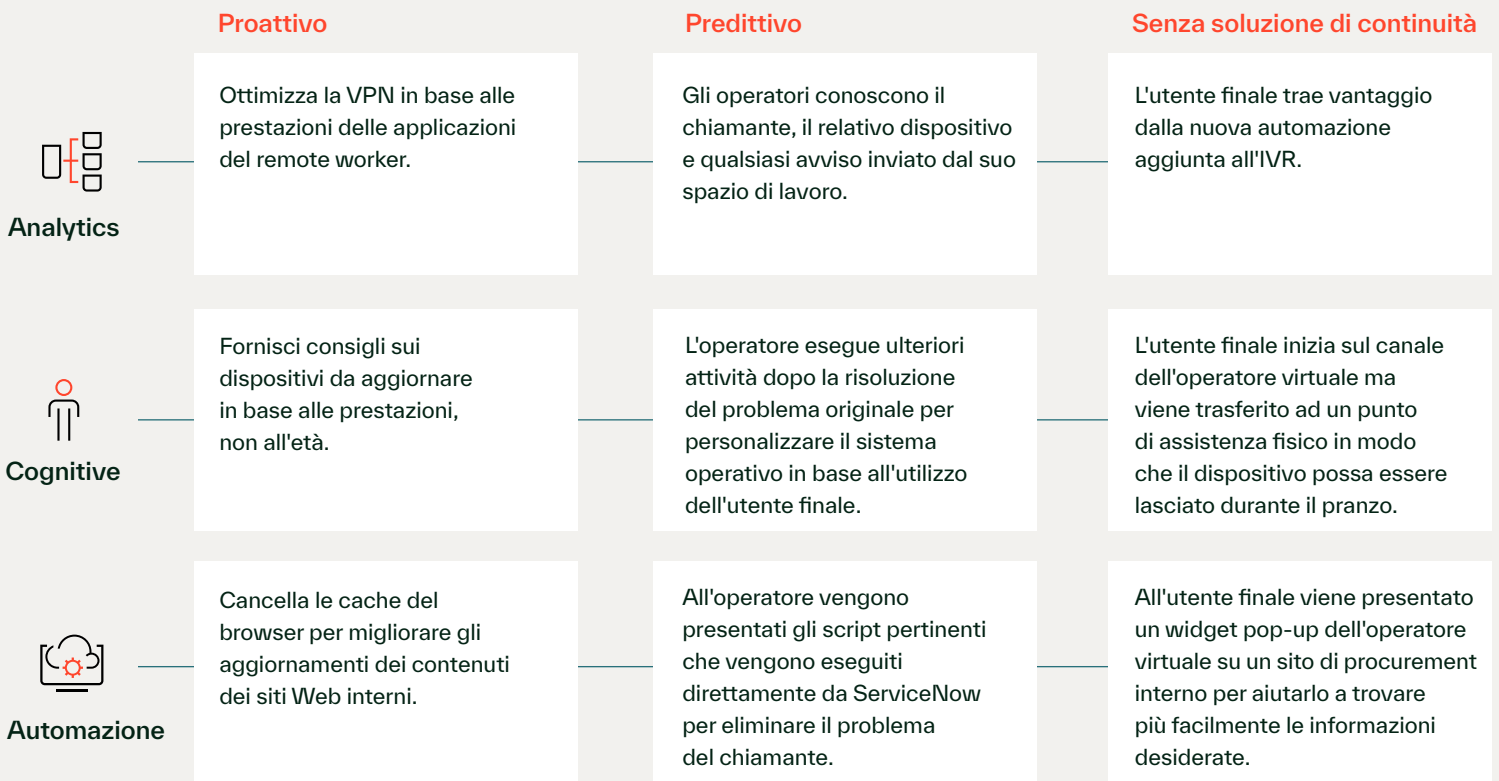 Proattivo
Predittivo
Senza soluzione di continuità
Analytics
Ottimizza la VPN in base alle
prestazioni delle applicazioni
del remote worker.
Gli operatori conoscono il
chiamante, il relativo dispositivo
e qualsiasi avviso inviato dal suo
spazio di lavoro.
L'utente finale trae vantaggio
dalla nuova automazione
aggiunta all'IVR.
Cognitive
Fornisci consigli sui
dispositivi da aggiornare
in base alle prestazioni,
non all'età.
L'operatore esegue ulteriori
attività dopo la risoluzione
del problema originale per
personalizzare il sistema
operativo in base all'utilizzo
dell'utente finale.
L'utente finale inizia sul canale
dell'operatore virtuale ma
viene trasferito ad un punto
di assistenza fisico in modo
che il dispositivo possa essere
lasciato durante il pranzo.
Automazione
Cancella le cache del
browser per migliorare gli
aggiornamenti dei contenuti
dei siti Web interni.
All'operatore vengono
presentati gli script pertinenti
che vengono eseguiti
direttamente da ServiceNow
per eliminare il problema
del chiamante.
All'utente finale viene presentato
un widget pop-up dell'operatore
virtuale su un sito di procurement
interno per aiutarlo a trovare
più facilmente le informazioni
desiderate.